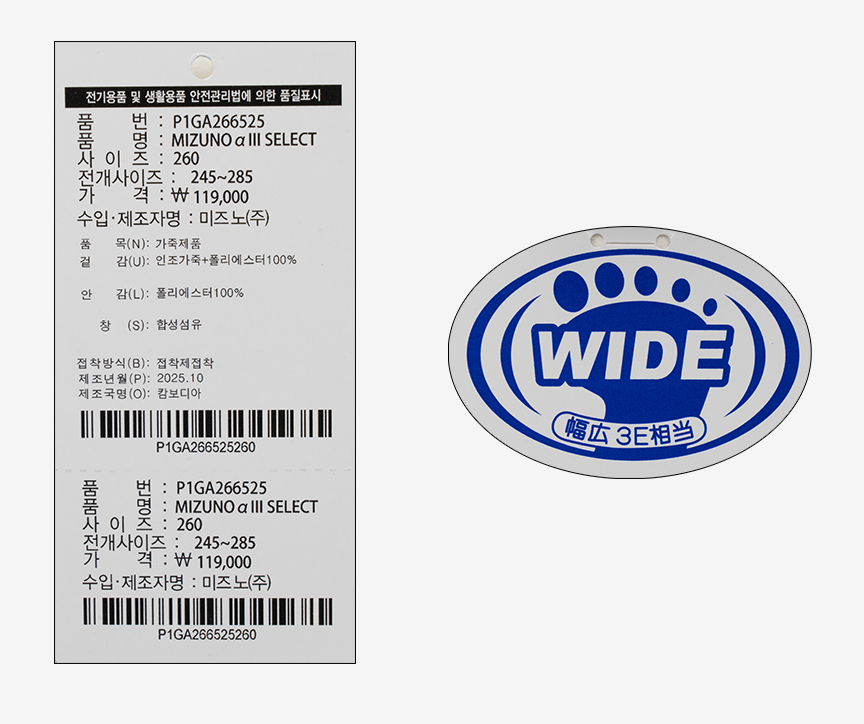 전기용품 및 생활용품 안전관리법에 의한 품질표시
품 번 : P1GA266525
품 명 : MIZUNO α III SELECT
사 이 즈 : 260
전개사이즈 : 245~285
가 격 : ₩ 119,000
수입·제조자명 : 미즈노(주)
품 목(N): 가죽제품
겉 감(U): 인조가죽+폴리에스터100%
안 감(L): 폴리에스터100%
창 (S): 합성섬유
접착방식(B): 접착제접착
제조년월(P): 2025.10
제조국명(O): 캄보디아
P1GA266525260
품 번 : P1GA266525
품 명 : MIZUNO α III SELECT
사 이 즈 : 260
전개사이즈 : 245~285
가 격 : ₩ 119,000
수입·제조자명 : 미즈노(주)
P1GA266525260
WIDE
幅広 3E相当